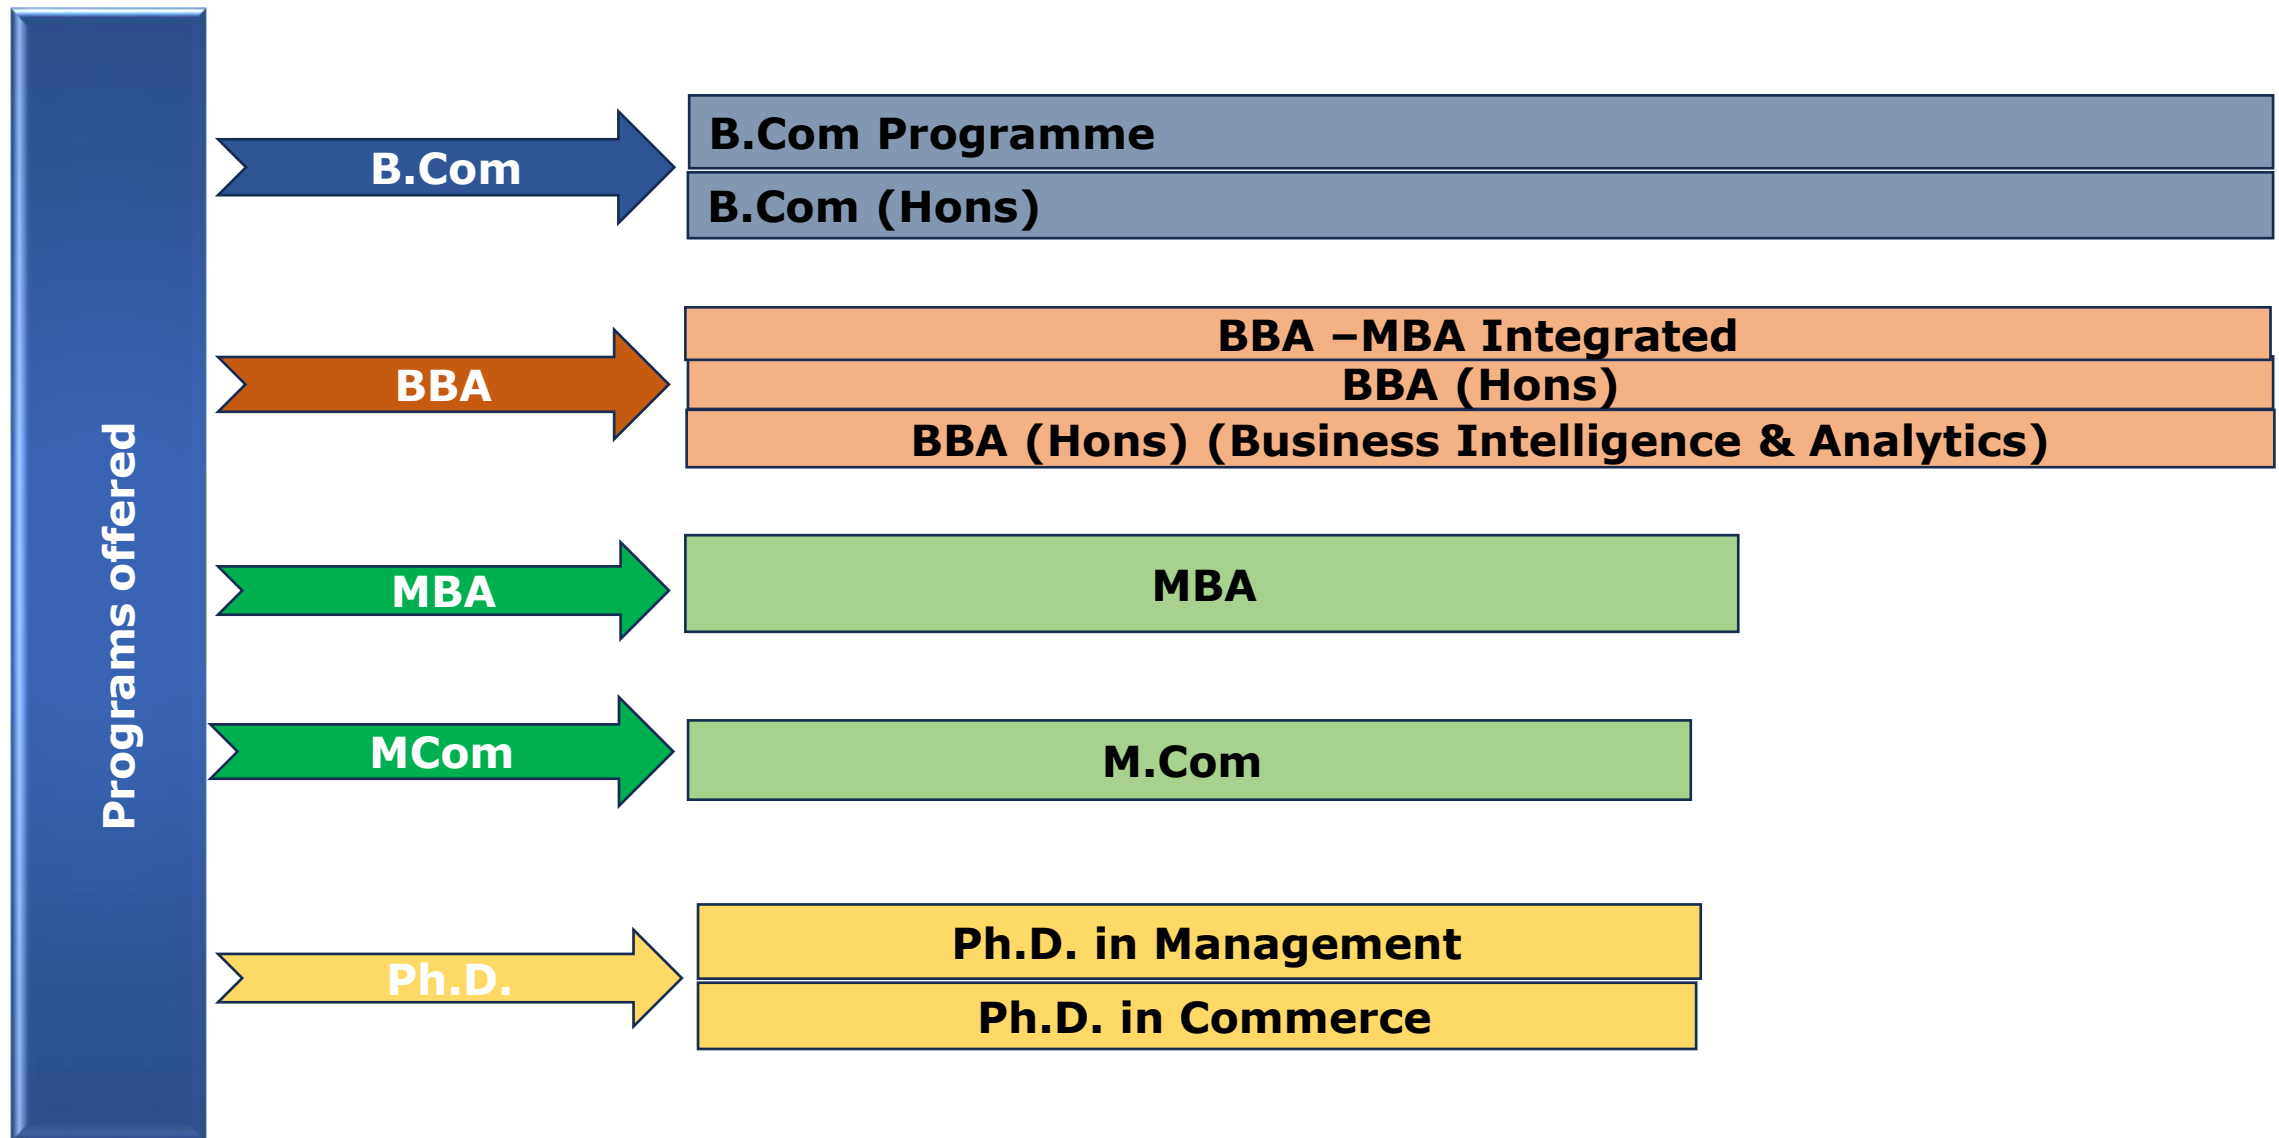 Programs offered
B.Com
B.Com Programme
B.Com (Hons)
BBA
BBA –MBA Integrated
BBA (Hons)
BBA (Hons) (Business Intelligence & Analytics)
MBA
MBA
MCom
M.Com
Ph.D.
Ph.D. in Management
Ph.D. in Commerce